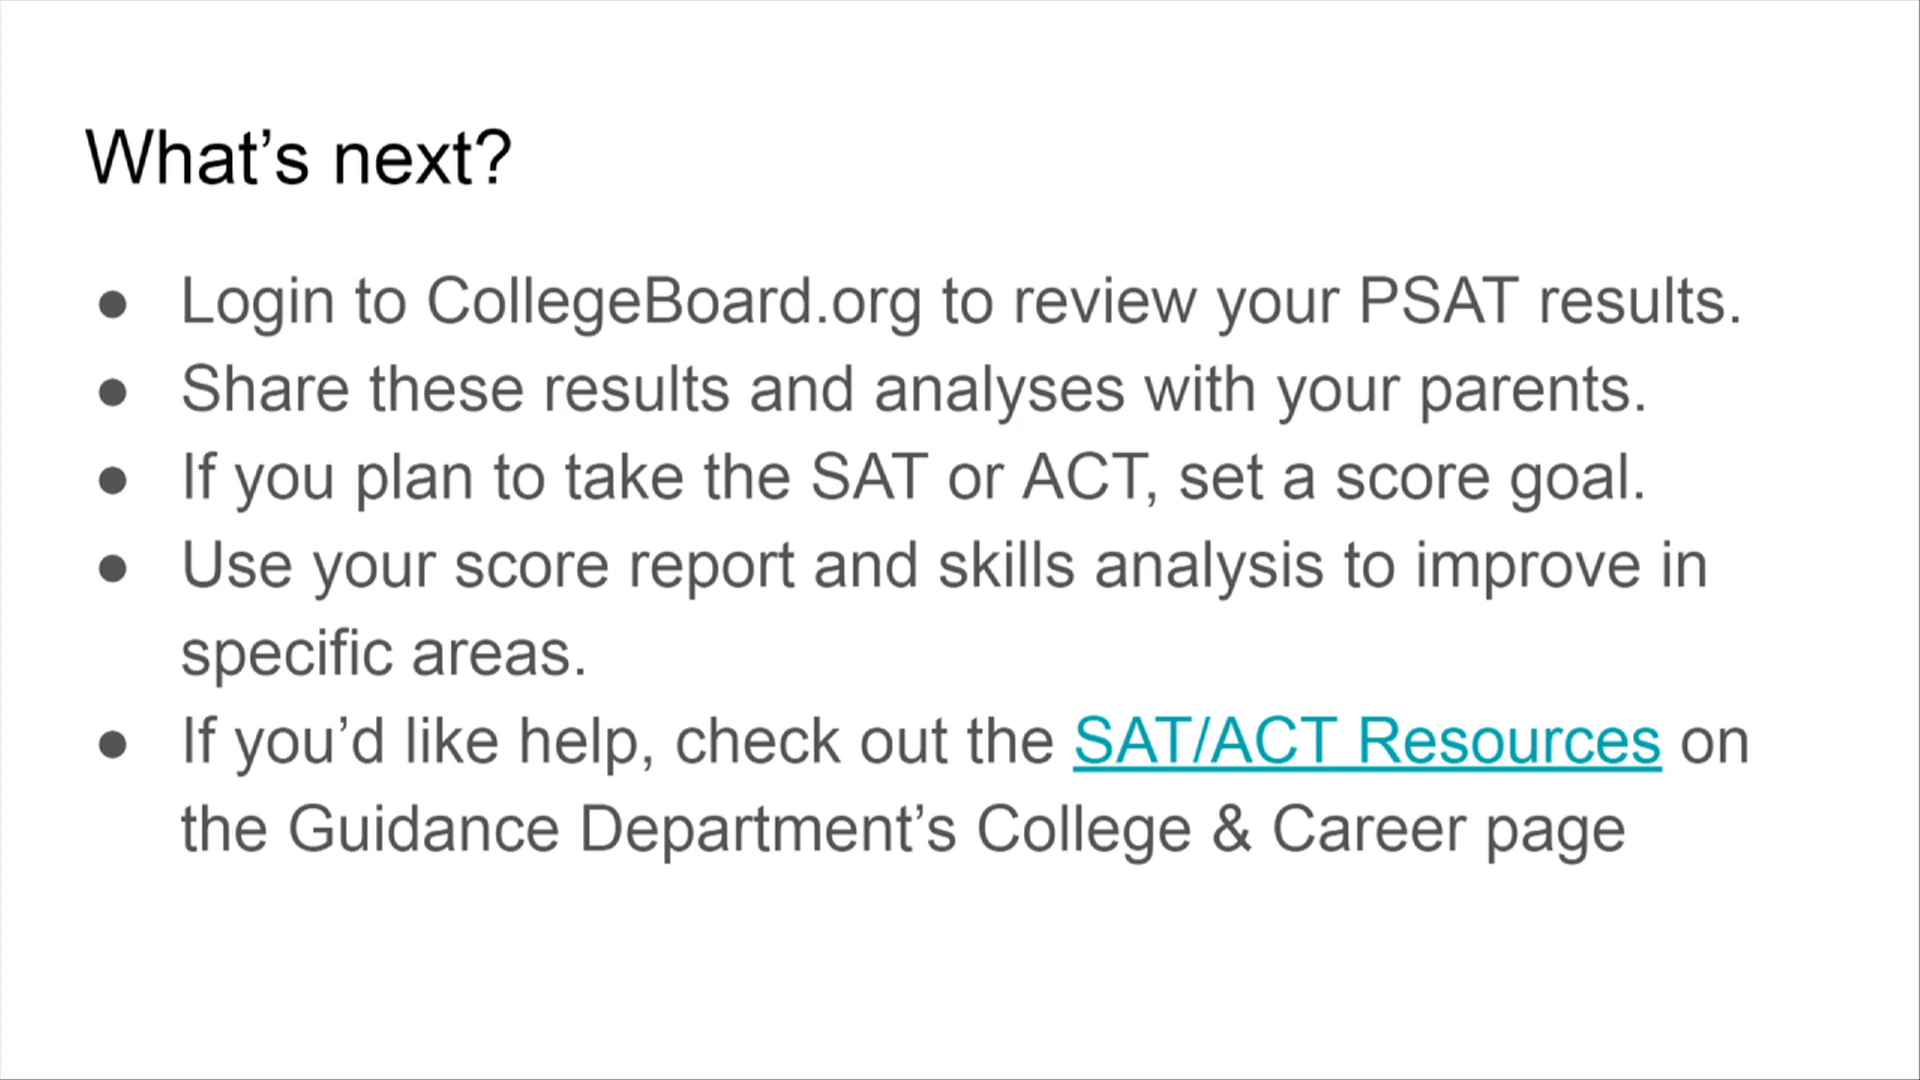 What’s next?
● Login to CollegeBoard.org to review your PSAT results.
● Share these results and analyses with your parents.
● If you plan to take the SAT or ACT, set a score goal.
● Use your score report and skills analysis to improve in
specific areas.
● If you’d like help, check out the SAT/ACT Resources on
the Guidance Department’s College & Career page